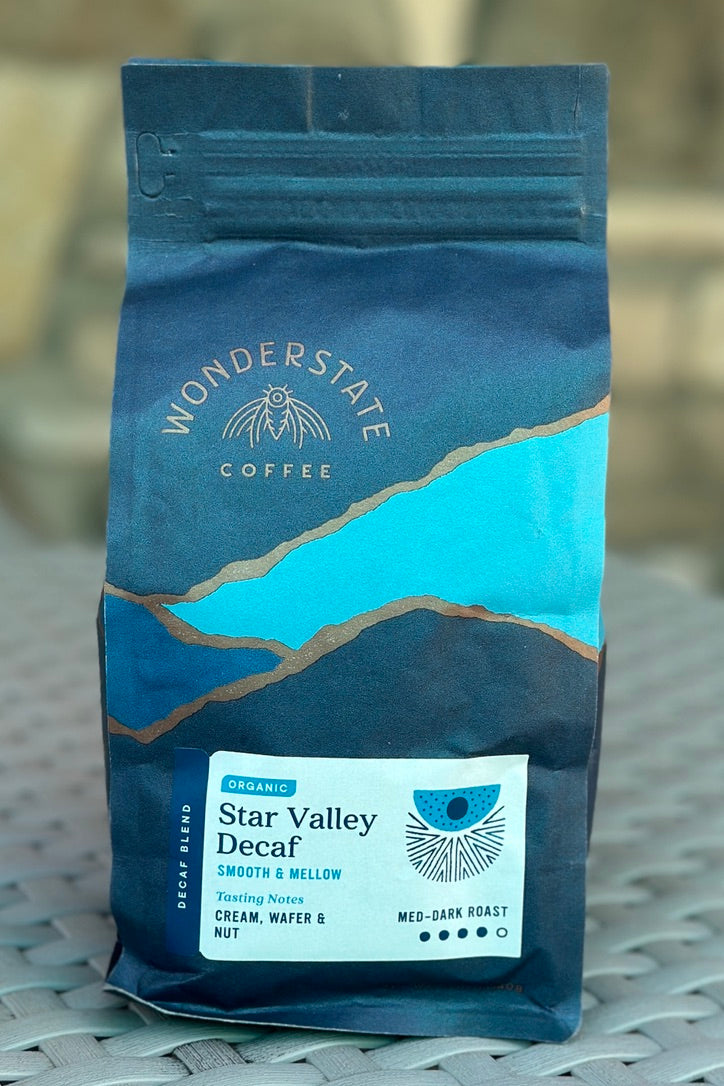 WONDERSTATE
COFFEE
DECAF BLEND
ORGANIC
Star Valley
Decaf
SMOOTH & MELLOW
Tasting Notes
CREAM, WAFER &
NUT
MED-DARK ROAST